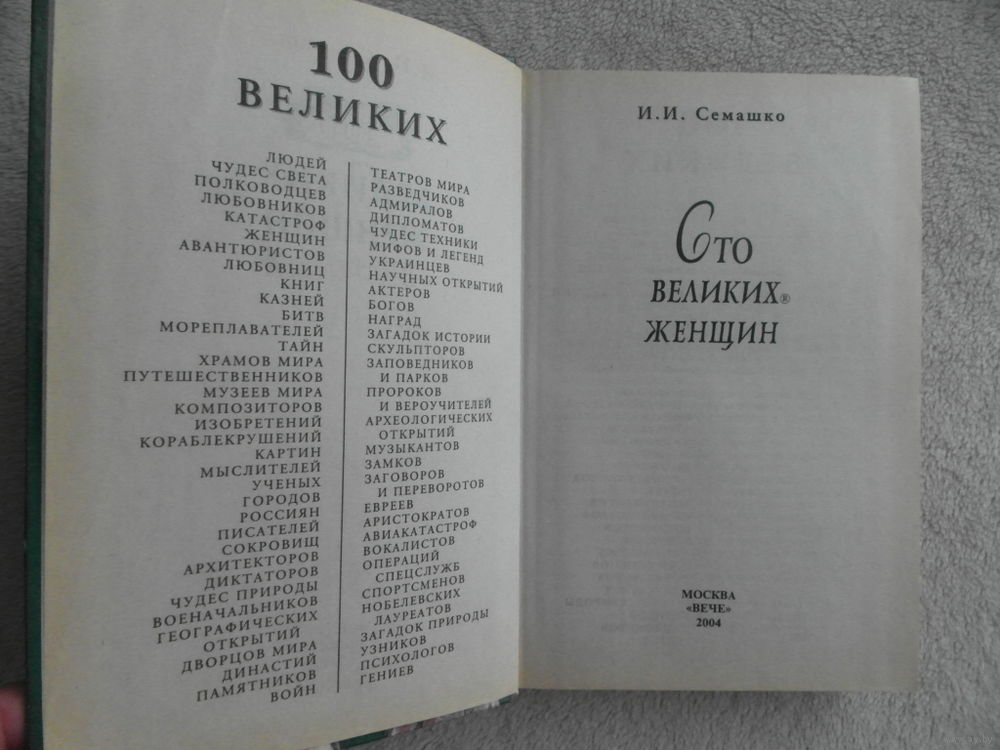 100
ВЕЛИКИХ
ЛЮДЕЙ
ЧУДЕС СВЕТА
ПОЛКОВОДЦЕВ
ЛЮБОВНИКОВ
КАТАСТРОФ
ЖЕНЩИН
АВАНТЮРИСТОВ
ЛЮБОВНИЦ
КНИГ
КАЗНЕЙ
БИТВ
МОРЕПЛАВАТЕЛЕЙ
ТАЙН
ХРАМОВ МИРА
ПУТЕШЕСТВЕННИКОВ
МУЗЕЕВ МИРА
КОМПОЗИТОРОВ
ИЗОБРЕТЕНИЙ
КОРАБЛЕКРУШЕНИЙ
КАРТИН
МЫСЛИТЕЛЕЙ
УЧЕНЫХ
ГОРОДОВ
РОССИЯН
ПИСАТЕЛЕЙ
СОКРОВИЩ
АРХИТЕКТОРОВ
ДИКТАТОРОВ
ЧУДЕС ПРИРОДЫ
ВОЕНАЧАЛЬНИКОВ
ГЕОГРАФИЧЕСКИХ
ОТКРЫТИЙ
ДВОРЦОВ МИРА
ДИНАСТИЙ
ПАМЯТНИКОВ
ВОЙН
ТЕАТРОВ МИРА
РАЗВЕДЧИКОВ
АДМИРАЛОВ
ДИПЛОМАТОВ
ЧУДЕС ТЕХНИКИ
МИФОВ И ЛЕГЕНД
УКРАИНЦЕВ
НАУЧНЫХ ОТКРЫТИЙ
АКТЕРОВ
БОГОВ
НАГРАД
ЗАГАДОК ИСТОРИИ
СКУЛЬПТОРОВ
ЗАПОВЕДНИКОВ
И ПАРКОВ
ПРОРОКОВ
И ВЕРОУЧИТЕЛЕЙ
АРХЕОЛОГИЧЕСКИХ
ОТКРЫТИЙ
МУЗЫКАНТОВ
ЗАМКОВ
ЗАГОВОРОВ
И ПЕРЕВОРОТОВ
ЕВРЕЕВ
АРИСТОКРАТОВ
АВИАКАТАСТРОФ
ВОКАЛИСТОВ
ОПЕРАЦИЙ
СПЕЦСЛУЖБ
СПОРТСМЕНОВ
НОБЕЛЕВСКИХ
ЛАУРЕАТОВ
ЗАГАДОК ПРИРОДЫ
УЗНИКОВ
ПСИХОЛОГОВ
ГЕНИЕВ
И.И. Семашко
Сто
ВЕЛИКИХ®
ЖЕНЩИН
МОСКВА
«ВЕЧЕ»
2004